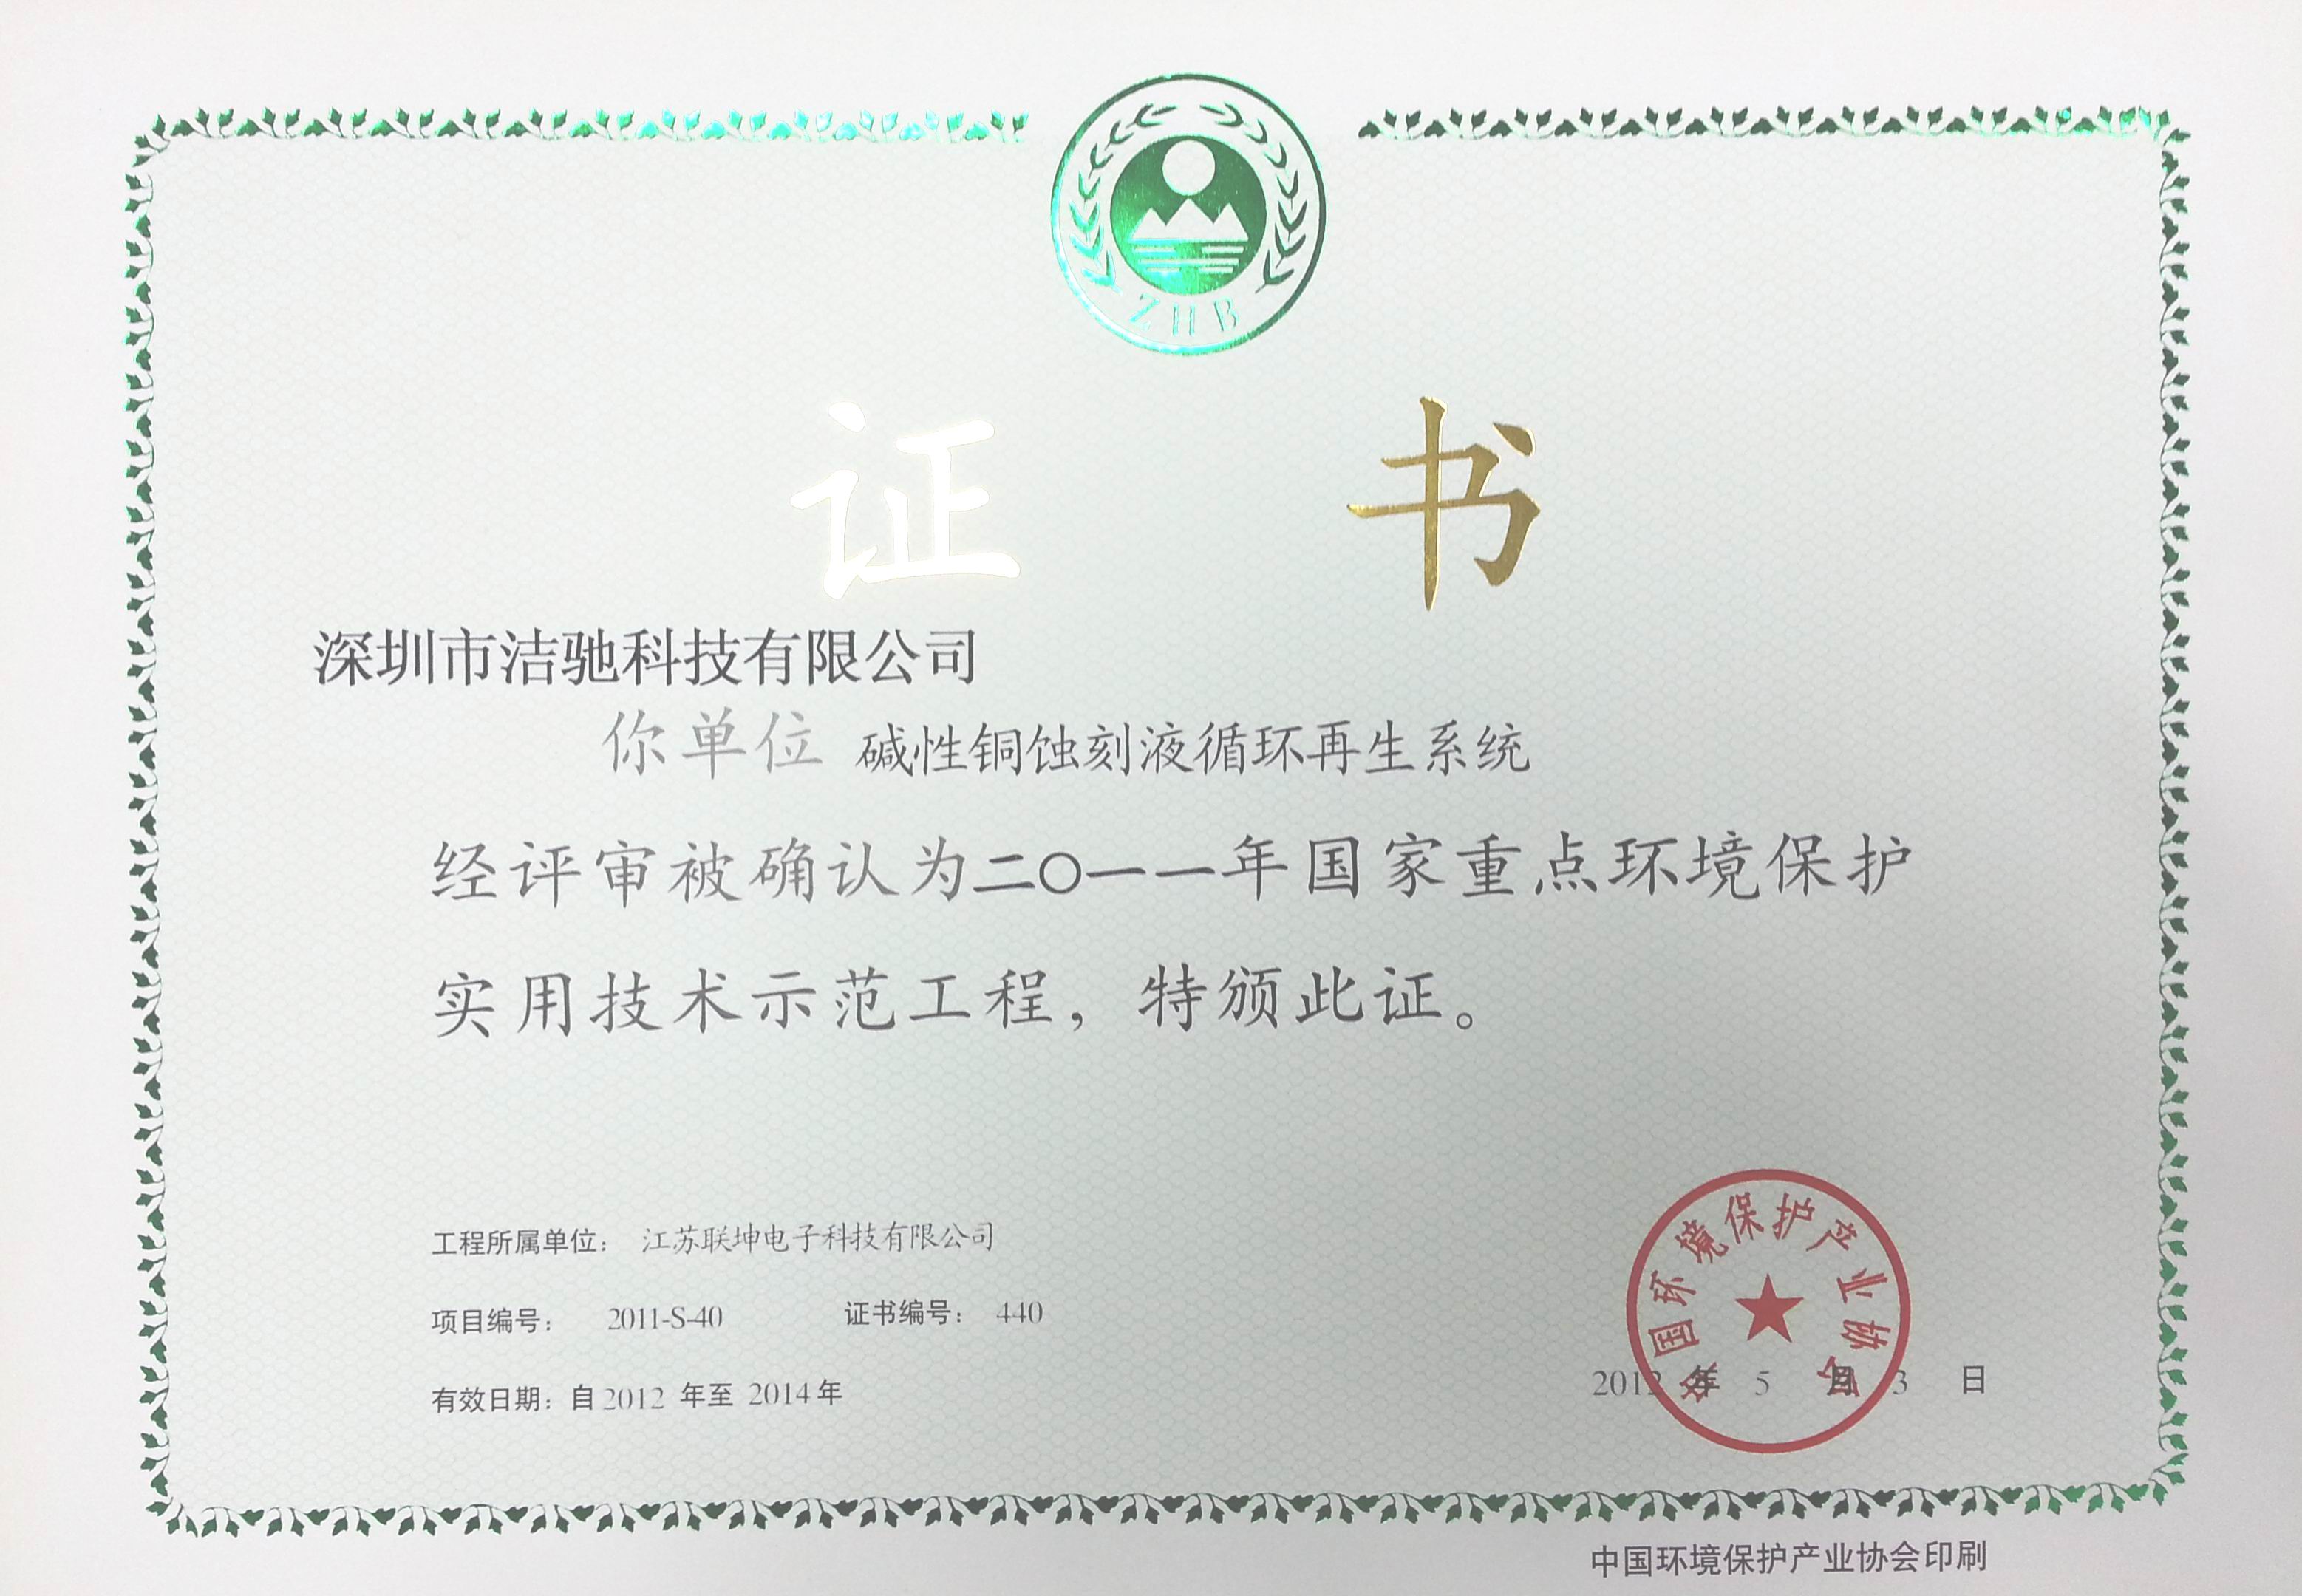 ZHB
证书
深圳市洁驰科技有限公司
你单位 碱性铜蚀刻液循环再生系统
经评审被确认为二〇一一年国家重点环境保护
实用技术示范工程，特颁此证。
工程所属单位： 江苏联坤电子科技有限公司
项目编号： 2011-S-40 证书编号： 440
有效日期：自2012 年至 2014年
中国环境保护产业协会
2012 年 5 月 3 日
中国环境保护产业协会印刷